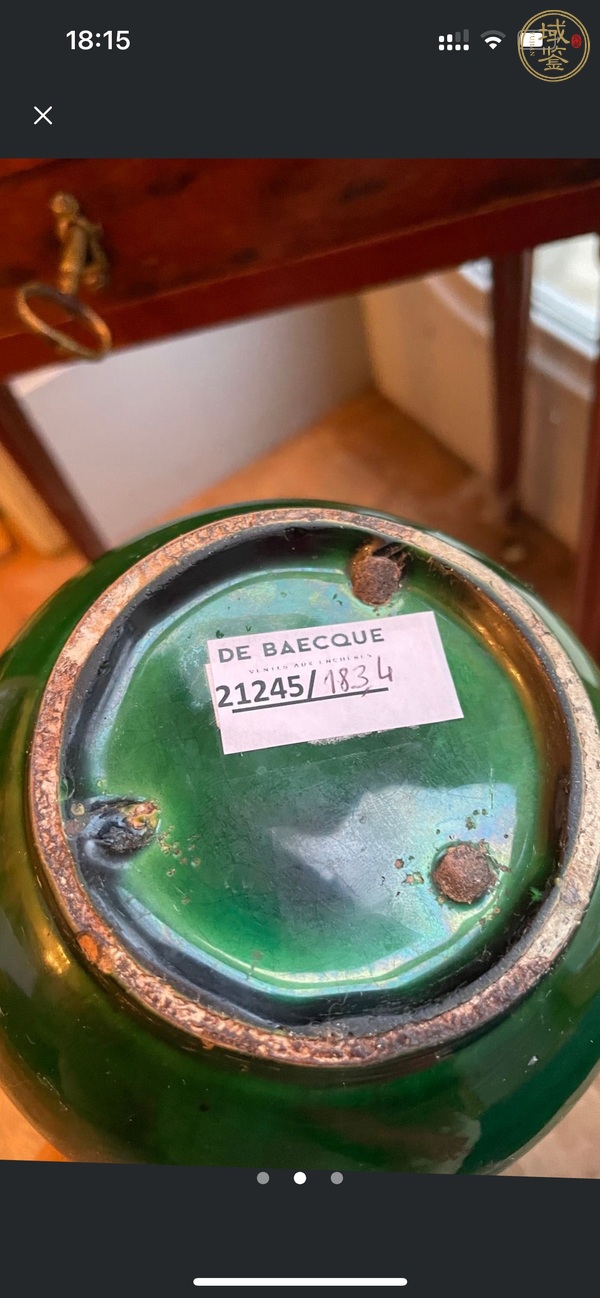 18:15
域鉴
DE BAECQUE
VENTES AUX ENCHÈRES
21245/1834